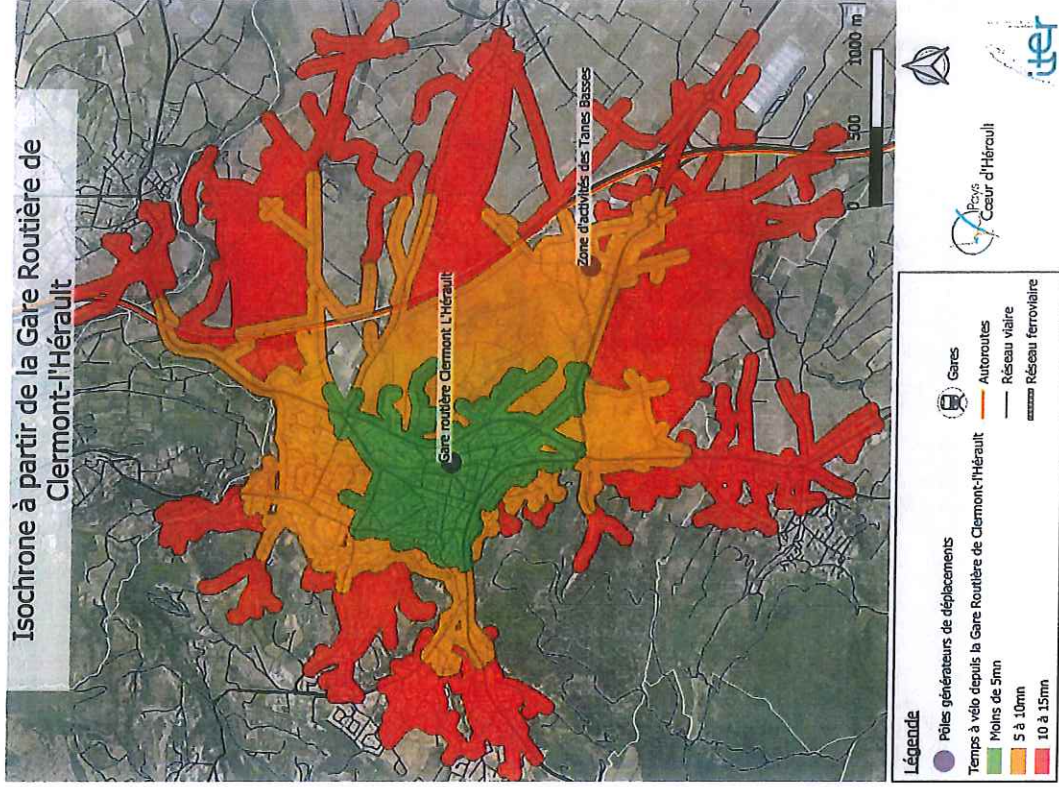 Isochrone à partir de la Gare Routière de
Clermont-l'Hérault
Gare routière Clermont L'Hérault
Zone d'activités des Tanes Basses
0 500 1000 m
Légende
Pôles générateurs de déplacements
Temps à vélo depuis la Gare Routière de Clermont-l'Hérault
Moins de 5mn
5 à 10mn
10 à 15mn
Gares
Autoroutes
Réseau viaire
Réseau ferroviaire
Pays
Cœur d'Hérault
iter